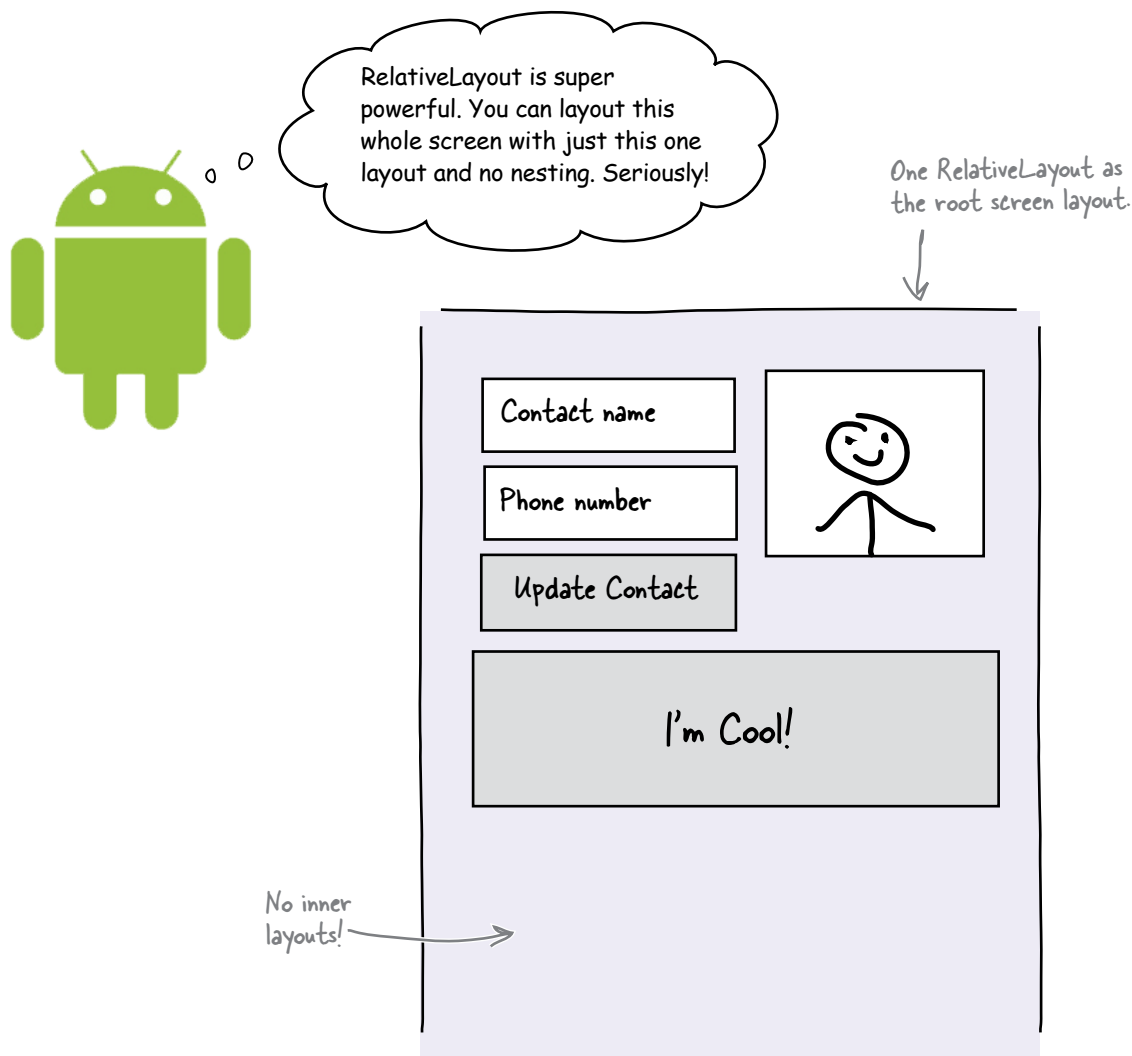 RelativeLayout is super
powerful. You can layout this
whole screen with just this one
layout and no nesting. Seriously!
One RelativeLayout as
the root screen layout.
Contact name
Phone number
Update Contact
I'm Cool!
No inner
layouts!